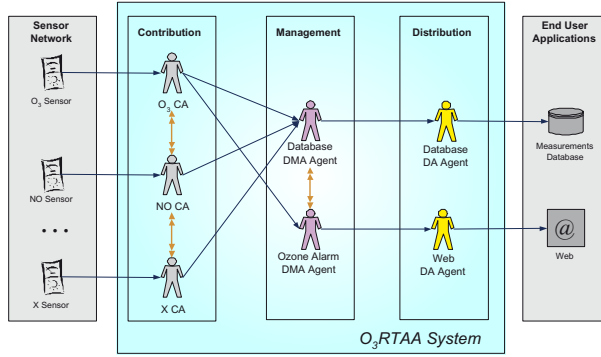 Sensor
Network
Contribution
Management
Distribution
End User
Applications
O₃ Sensor
O₃ CA
Database
DMA Agent
Database
DA Agent
Measurements
Database
NO Sensor
NO CA
• • •
Ozone Alarm
DMA Agent
Web
DA Agent
@
Web
X Sensor
X CA
O₃RTAA System